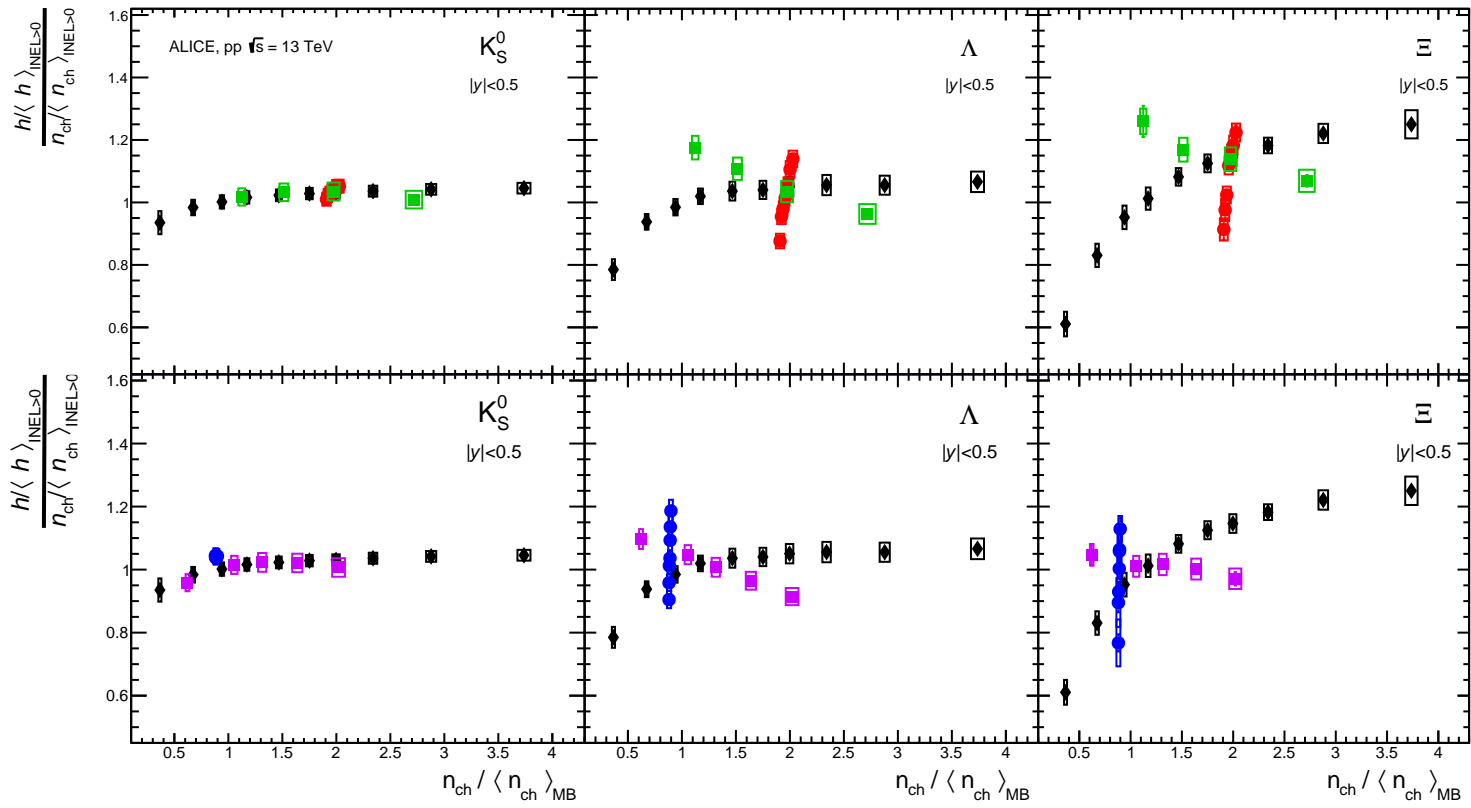 h/⟨ h ⟩INEL>0
nch/⟨ nch ⟩INEL>0
1.6
1.4
1.2
1
0.8
0.6
ALICE, pp √s = 13 TeV
K0S
|y|<0.5
Λ
|y|<0.5
Ξ
|y|<0.5
h/⟨ h ⟩INEL>0
nch/⟨ nch ⟩INEL>0
1.6
1.4
1.2
1
0.8
0.6
K0S
|y|<0.5
Λ
|y|<0.5
Ξ
|y|<0.5
0.5 1 1.5 2 2.5 3 3.5 4
0.5 1 1.5 2 2.5 3 3.5 4
0.5 1 1.5 2 2.5 3 3.5 4
nch / ⟨ nch ⟩MB
nch / ⟨ nch ⟩MB
nch / ⟨ nch ⟩MB